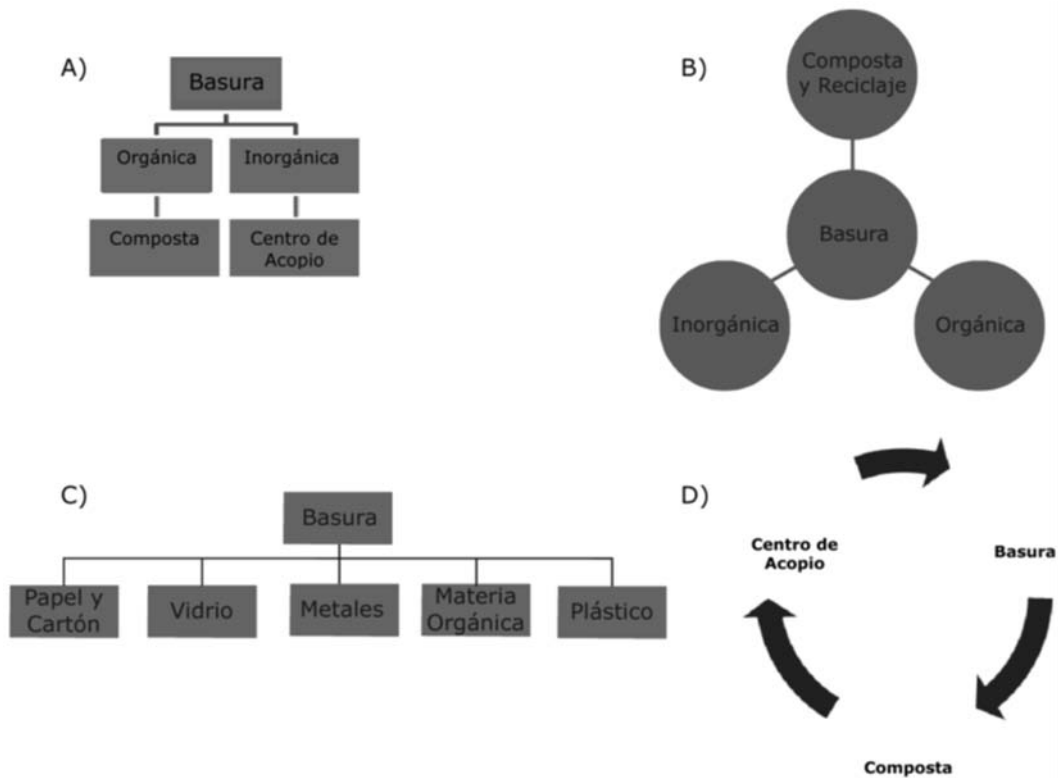 A)
Basura
Orgánica
Inorgánica
Composta
Centro de
Acopio
B)
Composta
y Reciclaje
Basura
Inorgánica
Orgánica
C)
Basura
Papel y
Cartón
Vidrio
Metales
Materia
Orgánica
Plástico
D)
Centro de
Acopio
Basura
Composta